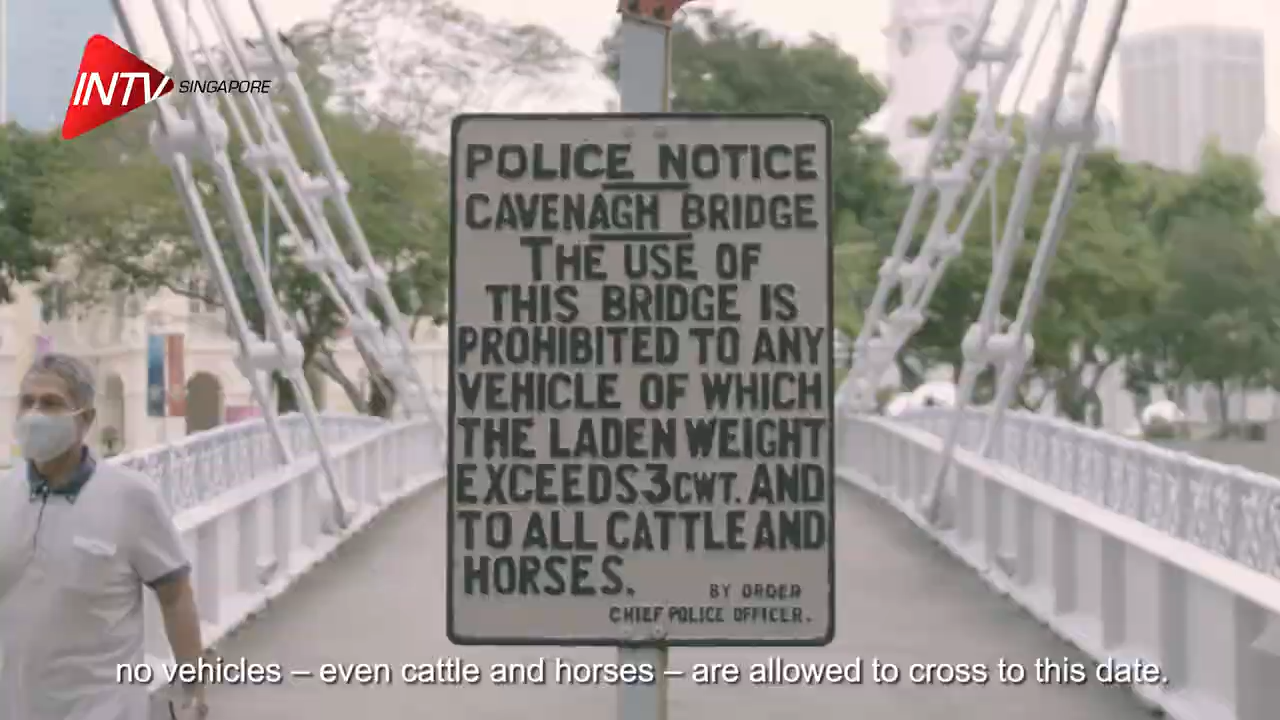 INTV SINGAPORE
POLICE NOTICE
CAVENAGH BRIDGE
THE USE OF
THIS BRIDGE IS
PROHIBITED TO ANY
VEHICLE OF WHICH
THE LADEN WEIGHT
EXCEEDS 3CWT. AND
TO ALL CATTLE AND
HORSES.
BY ORDER
CHIEF POLICE OFFICER.
no vehicles – even cattle and horses – are allowed to cross to this date.